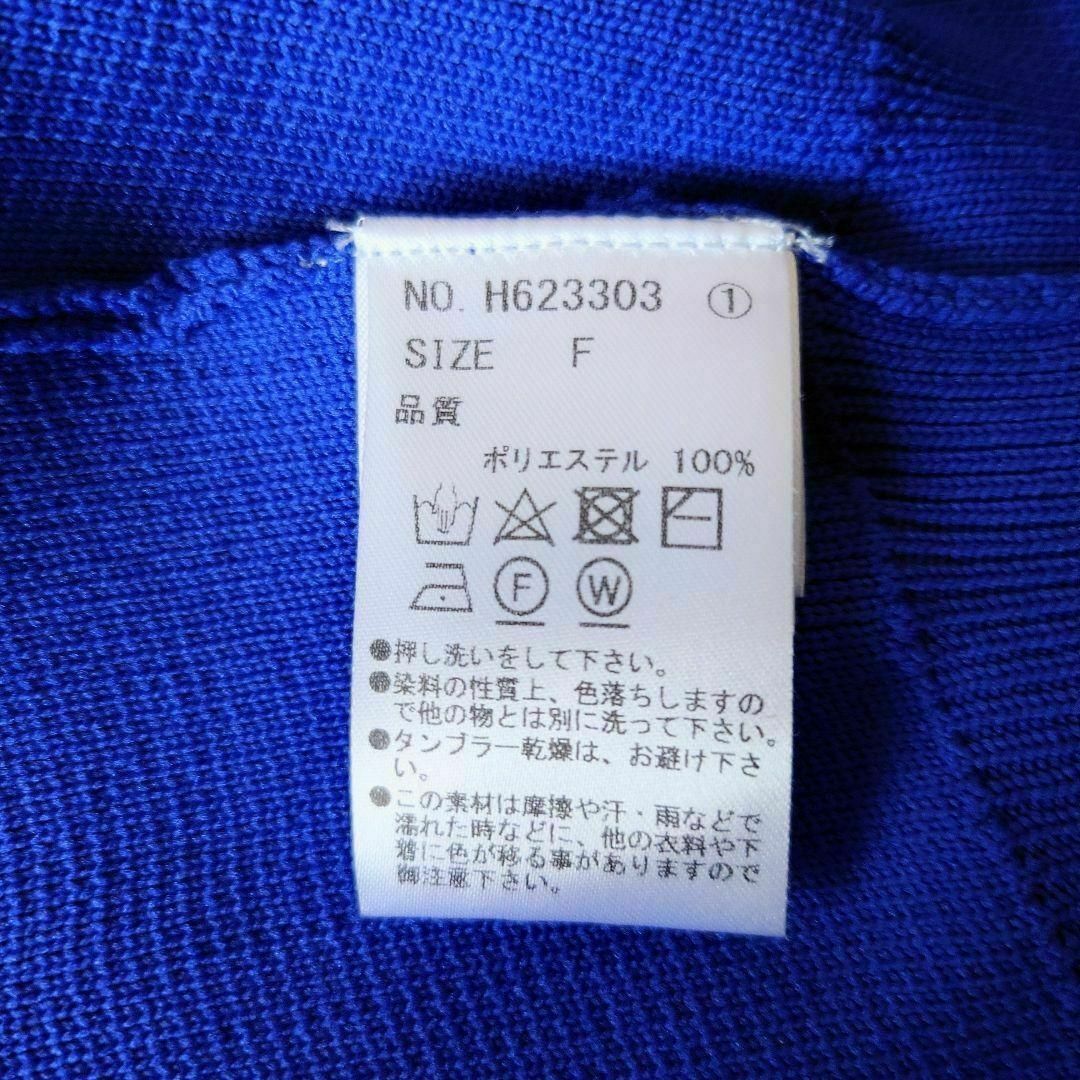 NO. H623303 ①
SIZE F
品質
ポリエステル 100%
F W
●押し洗いをして下さい。
●染料の性質上、色落ちしますの
で他の物とは別に洗って下さい。
●タンブラー乾燥は、お避け下さ
い。
●この素材は摩擦や汗・雨などで
濡れた時などに、他の衣料や下
着に色が移る事がありますので
御注意下さい。